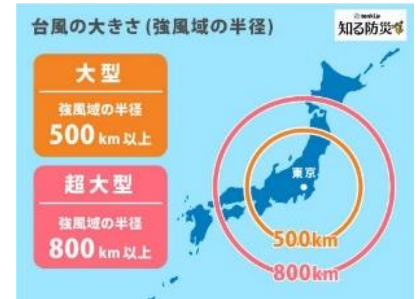 台風の大きさ(強風域の半径)
tenki.jp
知る防災
大型
強風域の半径
500km以上
超大型
強風域の半径
800km以上
東京
500km
800km